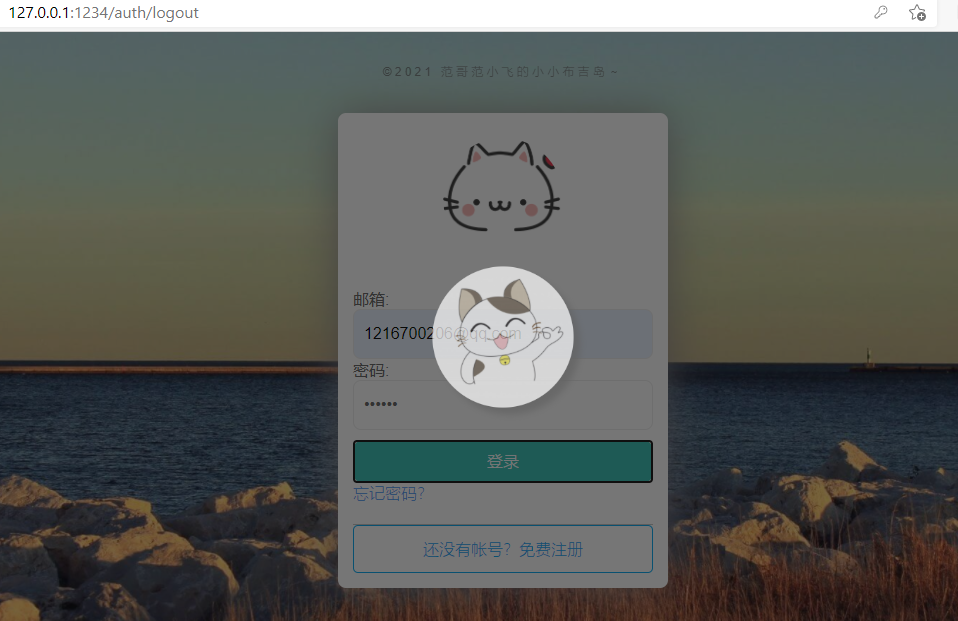 127.0.0.1:1234/auth/logout
©2021 范哥范小飞的小小布吉岛~
邮箱:
1216700206@qq.com
密码:
••••••
登录
忘记密码?
还没有帐号? 免费注册